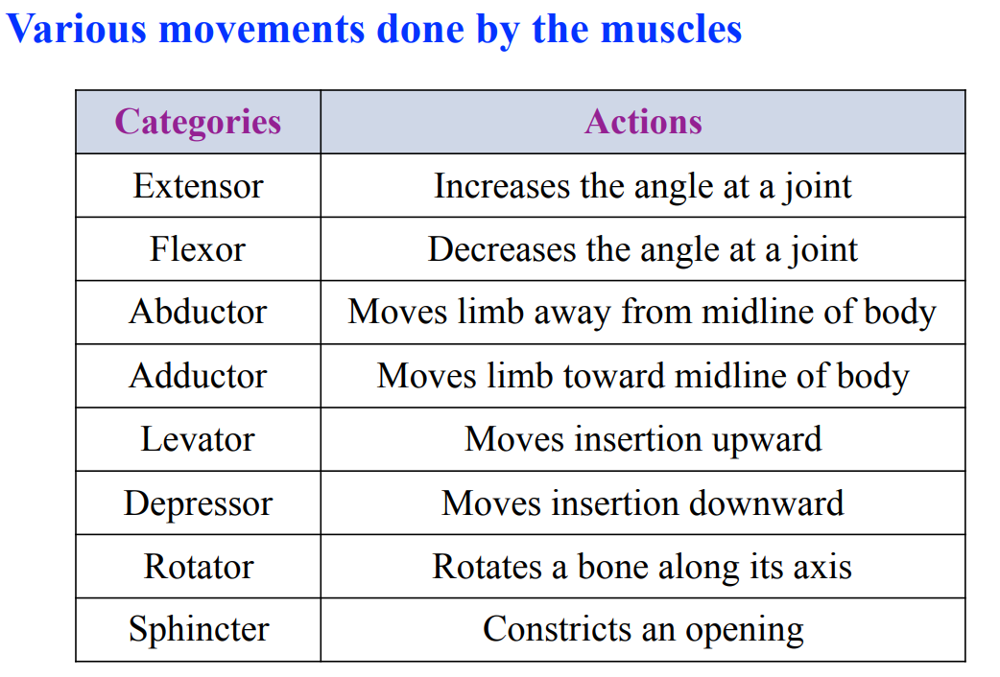 Various movements done by the muscles
Categories Actions
Extensor Increases the angle at a joint
Flexor Decreases the angle at a joint
Abductor Moves limb away from midline of body
Adductor Moves limb toward midline of body
Levator Moves insertion upward
Depressor Moves insertion downward
Rotator Rotates a bone along its axis
Sphincter Constricts an opening